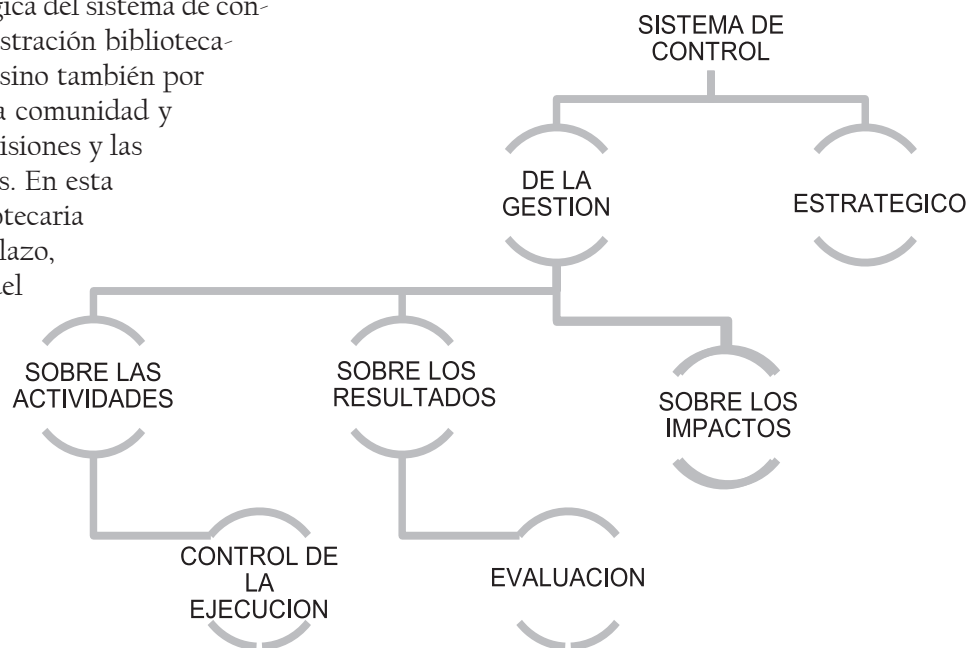 gica del sistema de con-
stración biblioteca-
sino también por
a comunidad y
isiones y las
s. En esta
otecaria
lazo,
el
SISTEMA DE
CONTROL
DE LA
GESTION
ESTRATEGICO
SOBRE LAS
ACTIVIDADES
SOBRE LOS
RESULTADOS
SOBRE LOS
IMPACTOS
CONTROL DE
LA
EJECUCION
EVALUACION